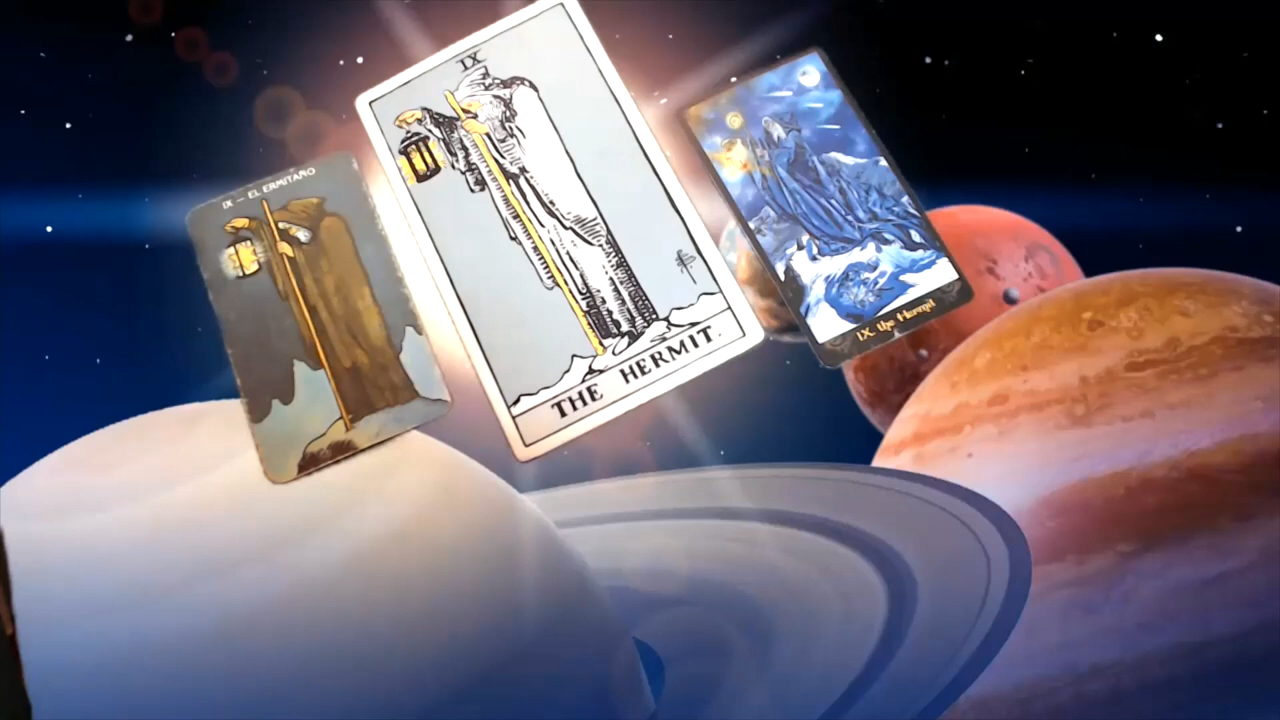 IX — EL ERMITAÑO
IX
THE HERMIT.
IX. the Hermit